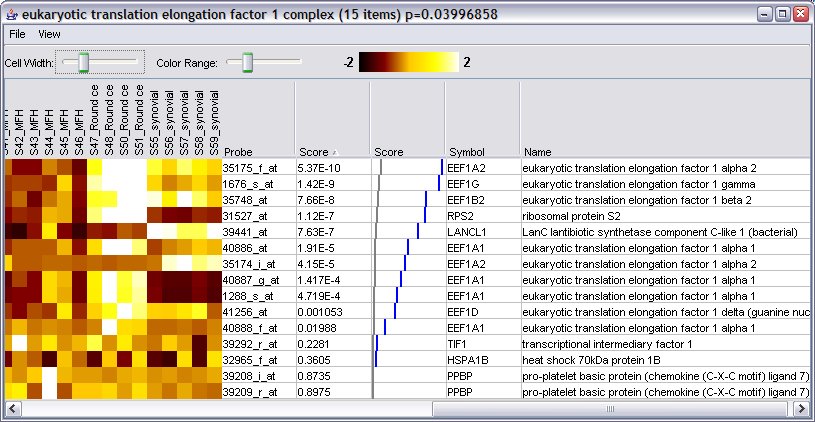 eukaryotic translation elongation factor 1 complex (15 items) p=0.03996858
File View
Cell Width: Color Range: -2 2
S42_MFH S43_MFH S44_MFH S45_MFH S46_MFH S47_Round ce S48_Round ce S50_Round ce S51_Round ce S55_synovial S56_synovial S57_synovial S58_synovial S59_synovial
Probe Score Score Symbol Name
35175_f_at 5.37E-10 EEF1A2 eukaryotic translation elongation factor 1 alpha 2
1676_s_at 1.42E-9 EEF1G eukaryotic translation elongation factor 1 gamma
35748_at 7.66E-8 EEF1B2 eukaryotic translation elongation factor 1 beta 2
31527_at 1.12E-7 RPS2 ribosomal protein S2
39441_at 7.63E-7 LANCL1 LanC lantibiotic synthetase component C-like 1 (bacterial)
40886_at 1.91E-5 EEF1A1 eukaryotic translation elongation factor 1 alpha 1
35174_i_at 4.15E-5 EEF1A2 eukaryotic translation elongation factor 1 alpha 2
40887_g_at 1.417E-4 EEF1A1 eukaryotic translation elongation factor 1 alpha 1
1288_s_at 4.719E-4 EEF1A1 eukaryotic translation elongation factor 1 alpha 1
41256_at 0.001053 EEF1D eukaryotic translation elongation factor 1 delta (guanine nuc
40888_f_at 0.01988 EEF1A1 eukaryotic translation elongation factor 1 alpha 1
39292_r_at 0.2281 TIF1 transcriptional intermediary factor 1
32965_f_at 0.3605 HSPA1B heat shock 70kDa protein 1B
39208_i_at 0.8735 PPBP pro-platelet basic protein (chemokine (C-X-C motif) ligand 7)
39209_r_at 0.8975 PPBP pro-platelet basic protein (chemokine (C-X-C motif) ligand 7)